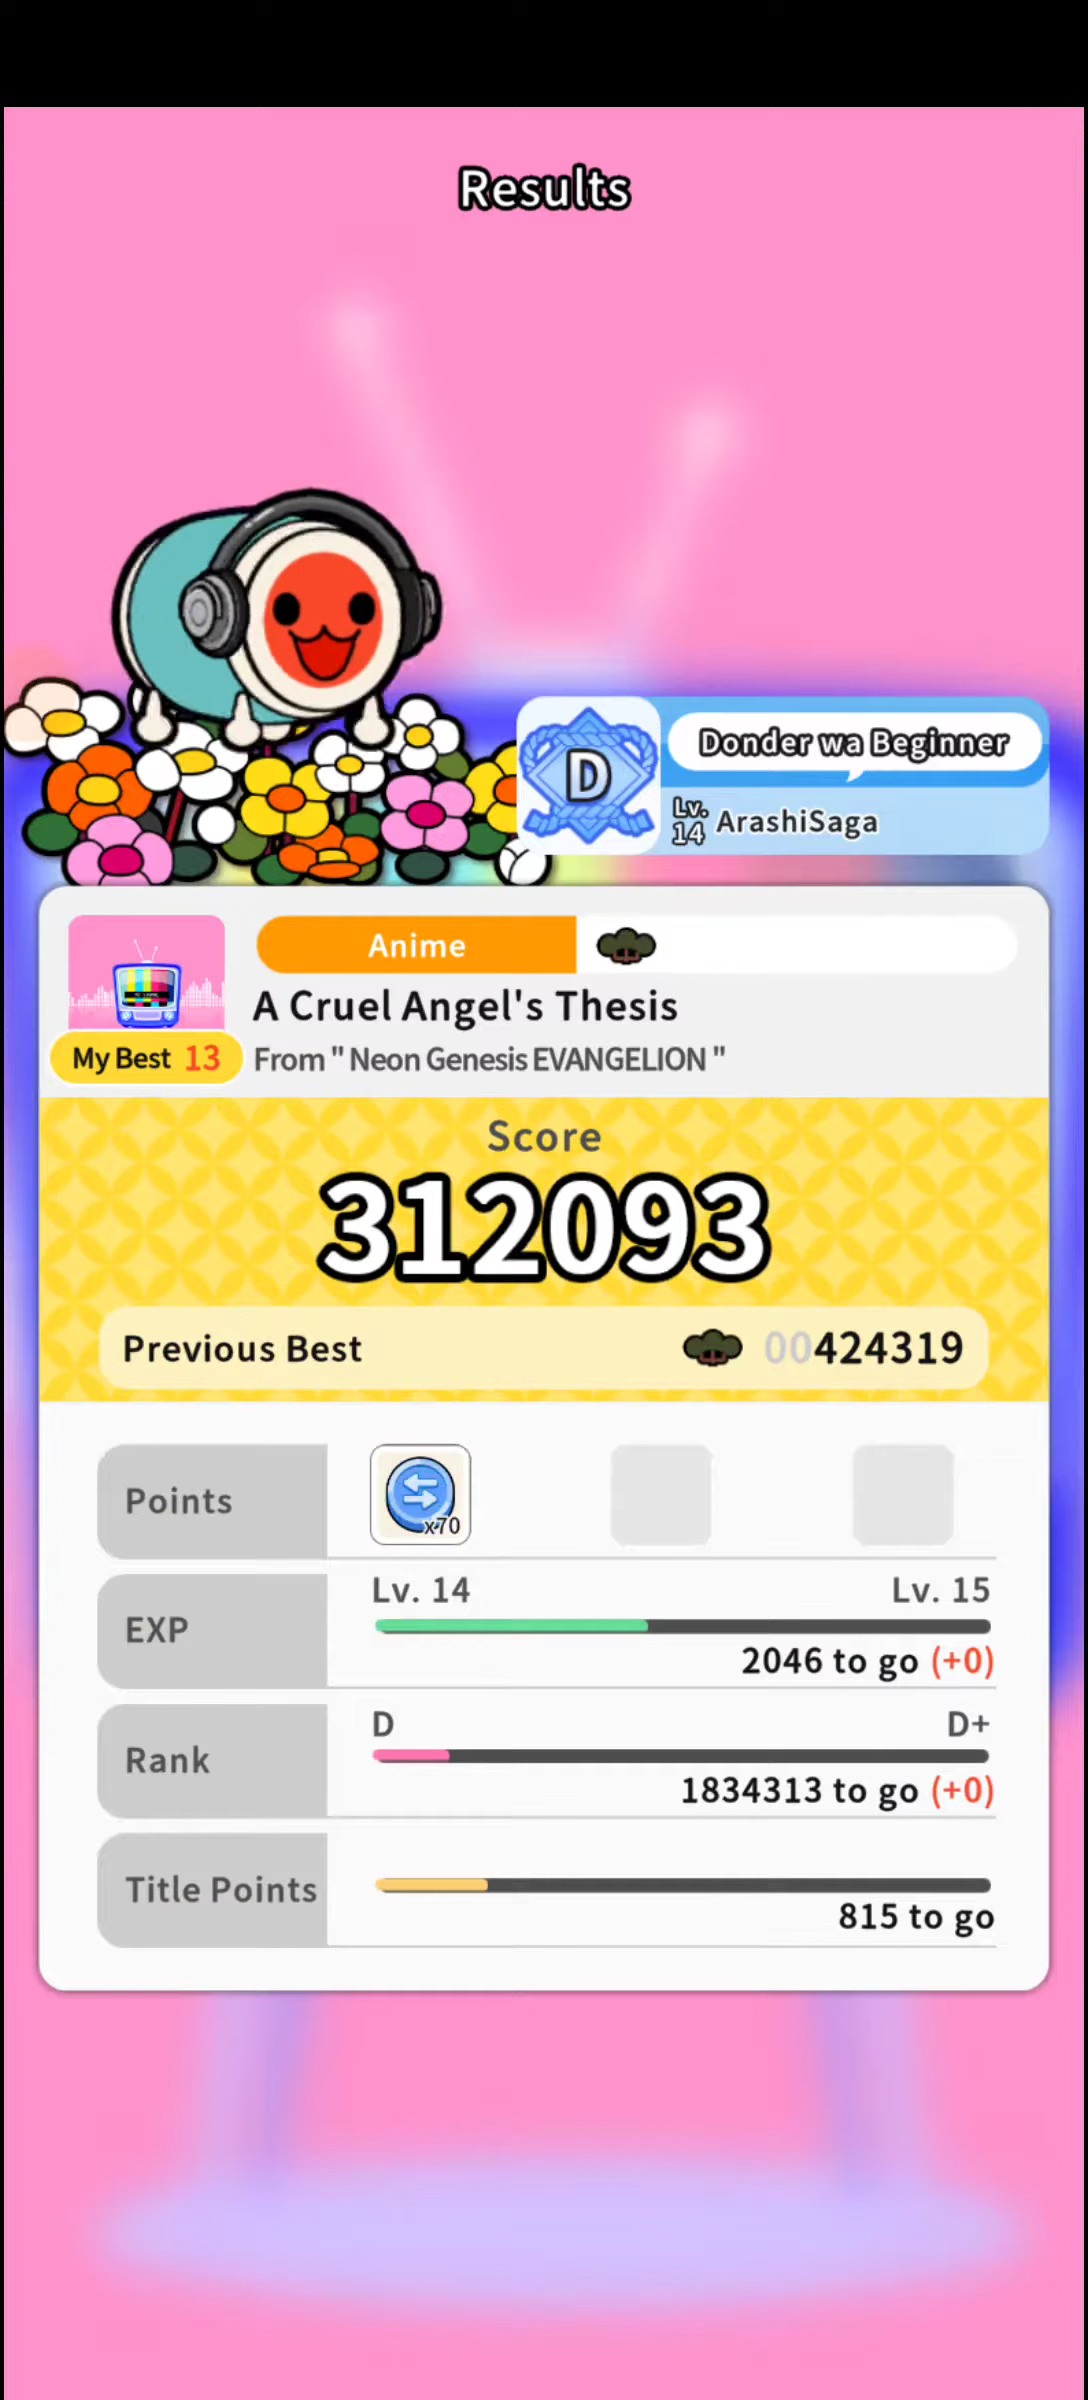 Results
D
Donder wa Beginner
Lv.
14 ArashiSaga
Anime
A Cruel Angel's Thesis
My Best 13
From " Neon Genesis EVANGELION "
Score
312093
Previous Best 00424319
Points
x70
EXP
Lv. 14 Lv. 15
2046 to go (+0)
Rank
D D+
1834313 to go (+0)
Title Points
815 to go